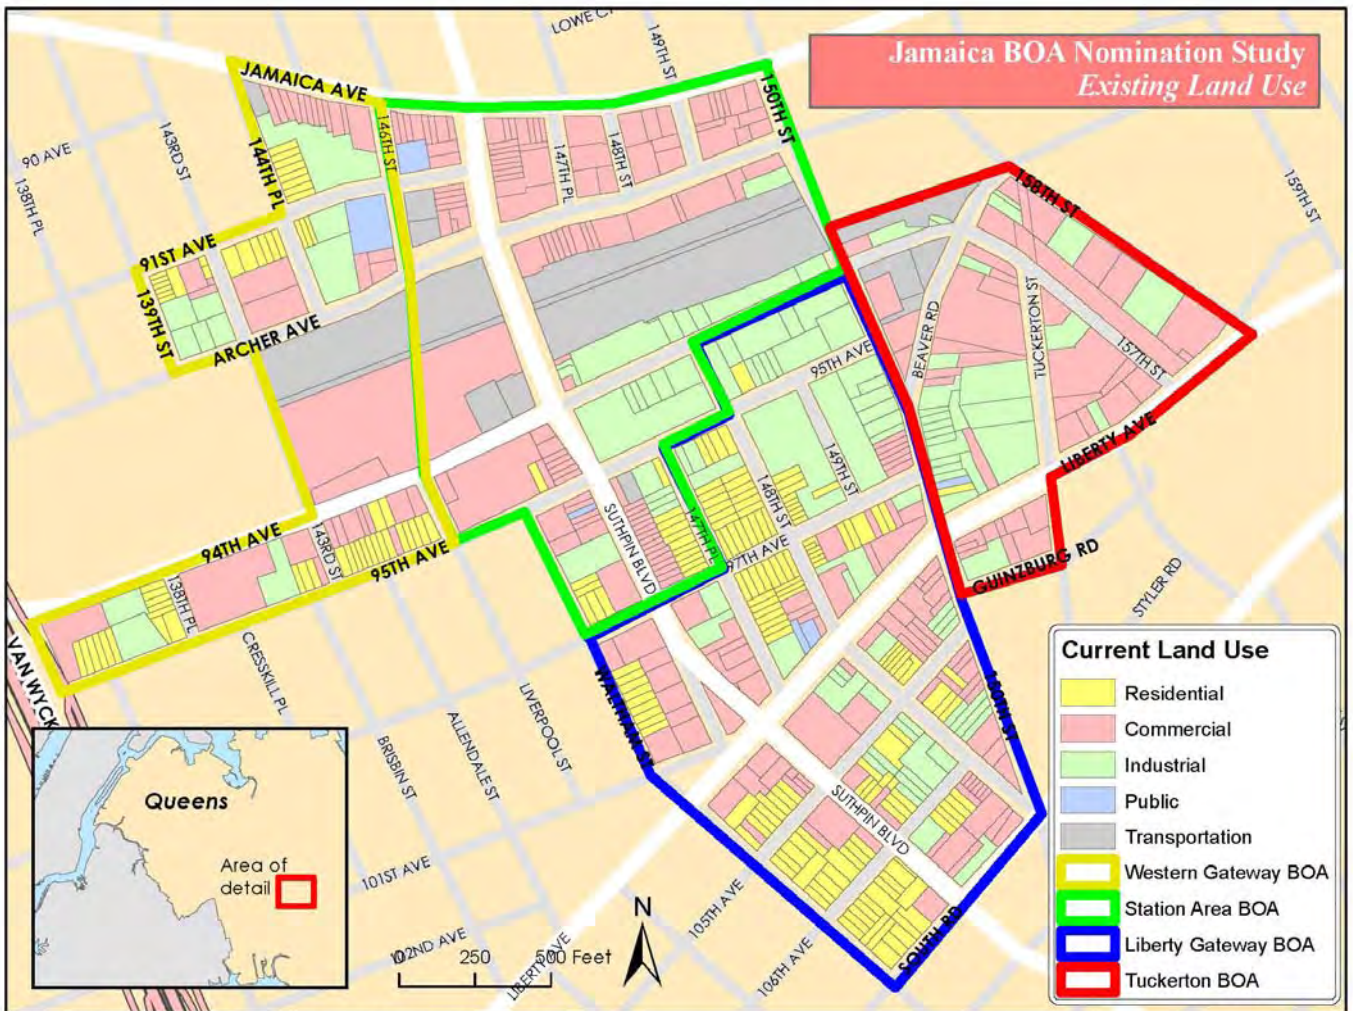 LOWE CT
149TH ST
Jamaica BOA Nomination Study
Existing Land Use
JAMAICA AVE
150TH ST
146TH ST
90 AVE
143RD ST
144TH PL
147TH PL
148TH ST
138TH PL
158TH ST
159TH ST
91ST AVE
139TH ST
ARCHER AVE
BEAVER RD
TUCKERTON ST
157TH ST
95TH AVE
LIBERTY AVE
149TH ST
148TH ST
SUTHPIN BLVD
147TH PL
97TH AVE
94TH AVE
143RD ST
95TH AVE
138TH PL
GUINZBURG RD
STYLER RD
VAN WYCK
CRESSKILL PL
WALTHAM ST
150TH ST
LIVERPOOL ST
ALLENDALE ST
BRISBIN ST
SUTHPIN BLVD
101ST AVE
105TH AVE
SOUTH RD
102ND AVE
LIBERTY AVE
106TH AVE
Queens
Area of
detail
N
0 250 500 Feet
Current Land Use
Residential
Commercial
Industrial
Public
Transportation
Western Gateway BOA
Station Area BOA
Liberty Gateway BOA
Tuckerton BOA